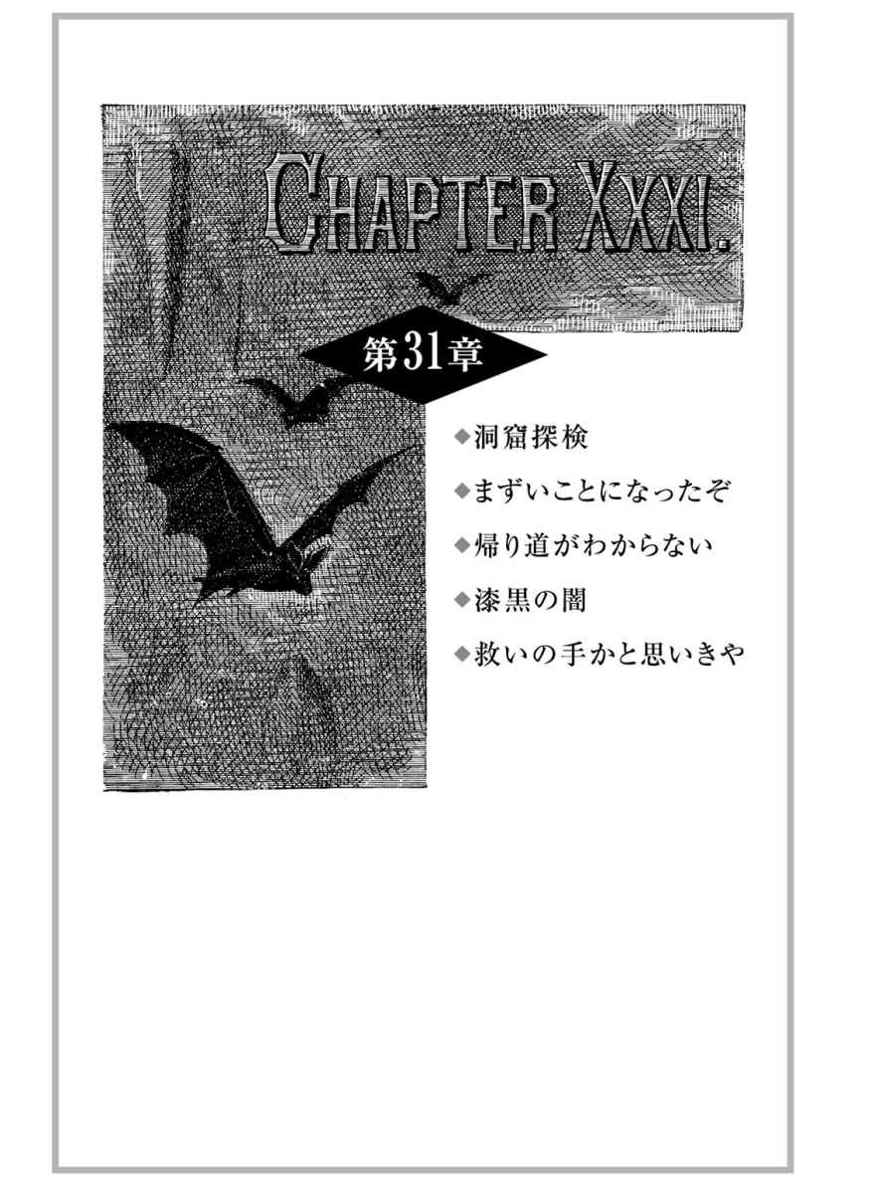 CHAPTER XXXI.
第31章
◆洞窟探検
◆まずいことになったぞ
◆帰り道がわからない
◆漆黒の闇
◆救いの手かと思いきや